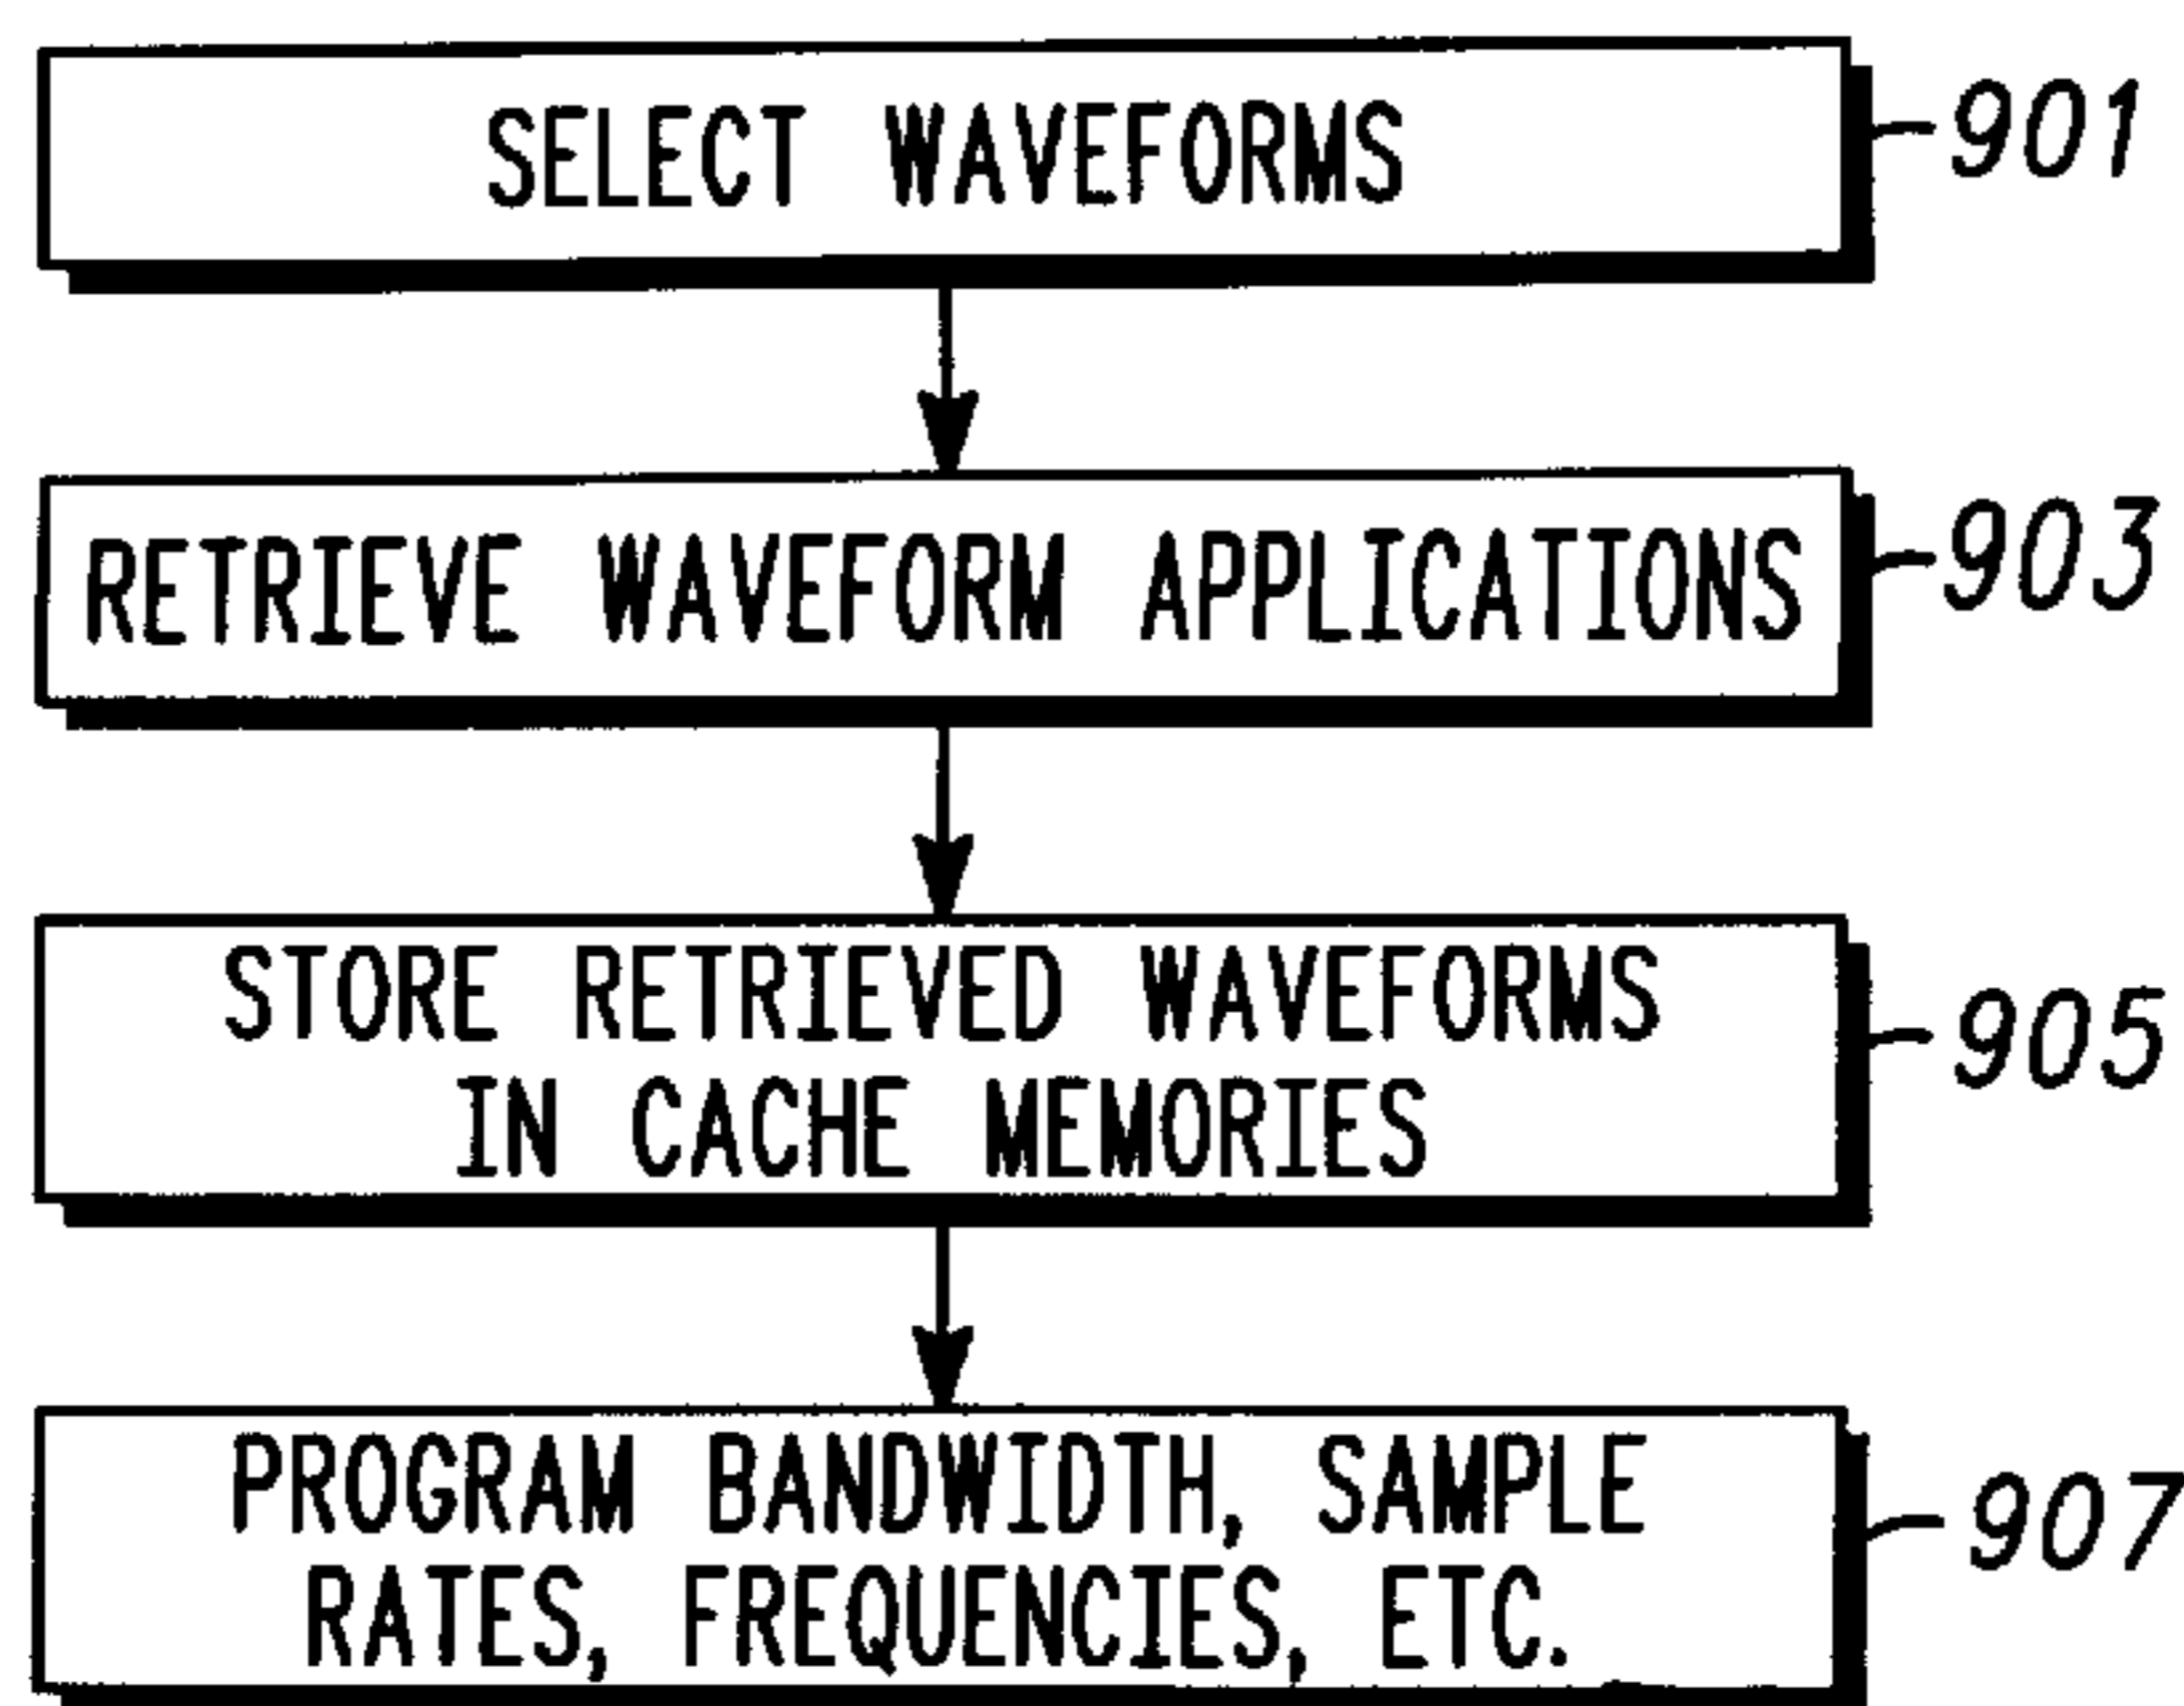 SELECT WAVEFORMS
901
RETRIEVE WAVEFORM APPLICATIONS
903
STORE RETRIEVED WAVEFORMS
IN CACHE MEMORIES
905
PROGRAM BANDWIDTH, SAMPLE
RATES, FREQUENCIES, ETC.
907